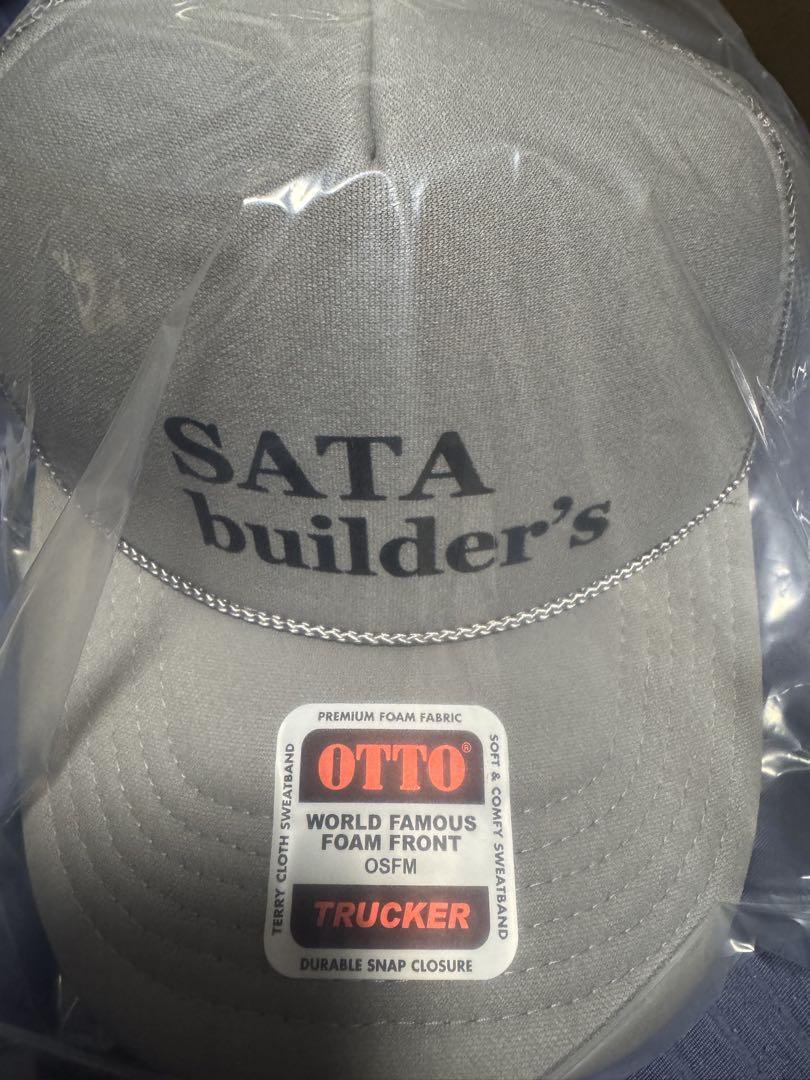 SATA
builder's
PREMIUM FOAM FABRIC
OTTO®
WORLD FAMOUS
FOAM FRONT
OSFM
TRUCKER
DURABLE SNAP CLOSURE
TERRY CLOTH SWEATBAND
SOFT & COMFY SWEATBAND